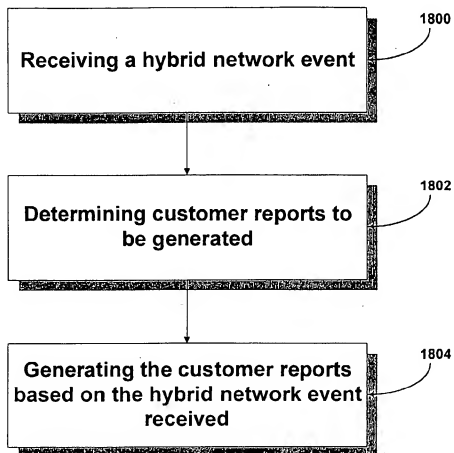 1800
Receiving a hybrid network event
1802
Determining customer reports to
be generated
1804
Generating the customer reports
based on the hybrid network event
received